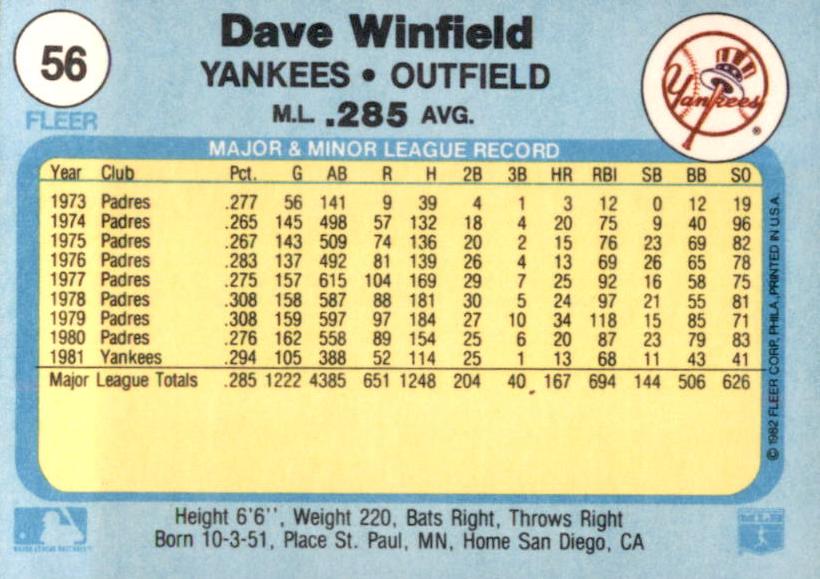 56
FLEER
Dave Winfield
YANKEES • OUTFIELD
M.L .285 AVG.
Yankees ®
MAJOR & MINOR LEAGUE RECORD
Year Club Pct. G AB R H 2B 3B HR RBI SB BB SO
1973 Padres .277 56 141 9 39 4 1 3 12 0 12 19
1974 Padres .265 145 498 57 132 18 4 20 75 9 40 96
1975 Padres .267 143 509 74 136 20 2 15 76 23 69 82
1976 Padres .283 137 492 81 139 26 4 13 69 26 65 78
1977 Padres .275 157 615 104 169 29 7 25 92 16 58 75
1978 Padres .308 158 587 88 181 30 5 24 97 21 55 81
1979 Padres .308 159 597 97 184 27 10 34 118 15 85 71
1980 Padres .276 162 558 89 154 25 6 20 87 23 79 83
1981 Yankees .294 105 388 52 114 25 1 13 68 11 43 41
Major League Totals .285 1222 4385 651 1248 204 40 167 694 144 506 626
© 1982 FLEER CORP. PHILA. PRINTED IN U.S.A.
Height 6'6'', Weight 220, Bats Right, Throws Right
Born 10-3-51, Place St. Paul, MN, Home San Diego, CA
MAJOR LEAGUE BASEBALL